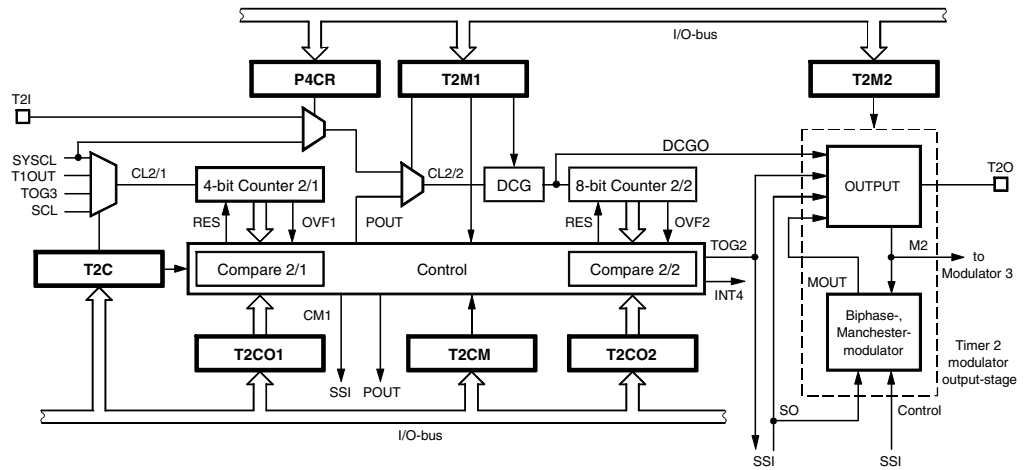 I/O-bus
P4CR
T2M1
T2M2
T2I
DCGO
SYSCL
T1OUT
TOG3
SCL
CL2/1
4-bit Counter 2/1
CL2/2
DCG
8-bit Counter 2/2
OUTPUT
T2O
RES
OVF1
POUT
RES
OVF2
TOG2
T2C
Compare 2/1
Control
Compare 2/2
INT4
M2
to
Modulator 3
MOUT
CM1
Biphase-,
Manchester-
modulator
T2CO1
T2CM
T2CO2
Timer 2
modulator
output-stage
SSI
POUT
SO
Control
I/O-bus
SSI
SSI